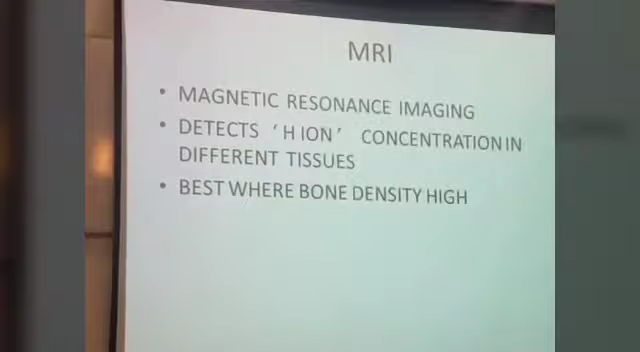 MRI
• MAGNETIC RESONANCE IMAGING
• DETECTS 'H ION' CONCENTRATION IN
DIFFERENT TISSUES
• BEST WHERE BONE DENSITY HIGH